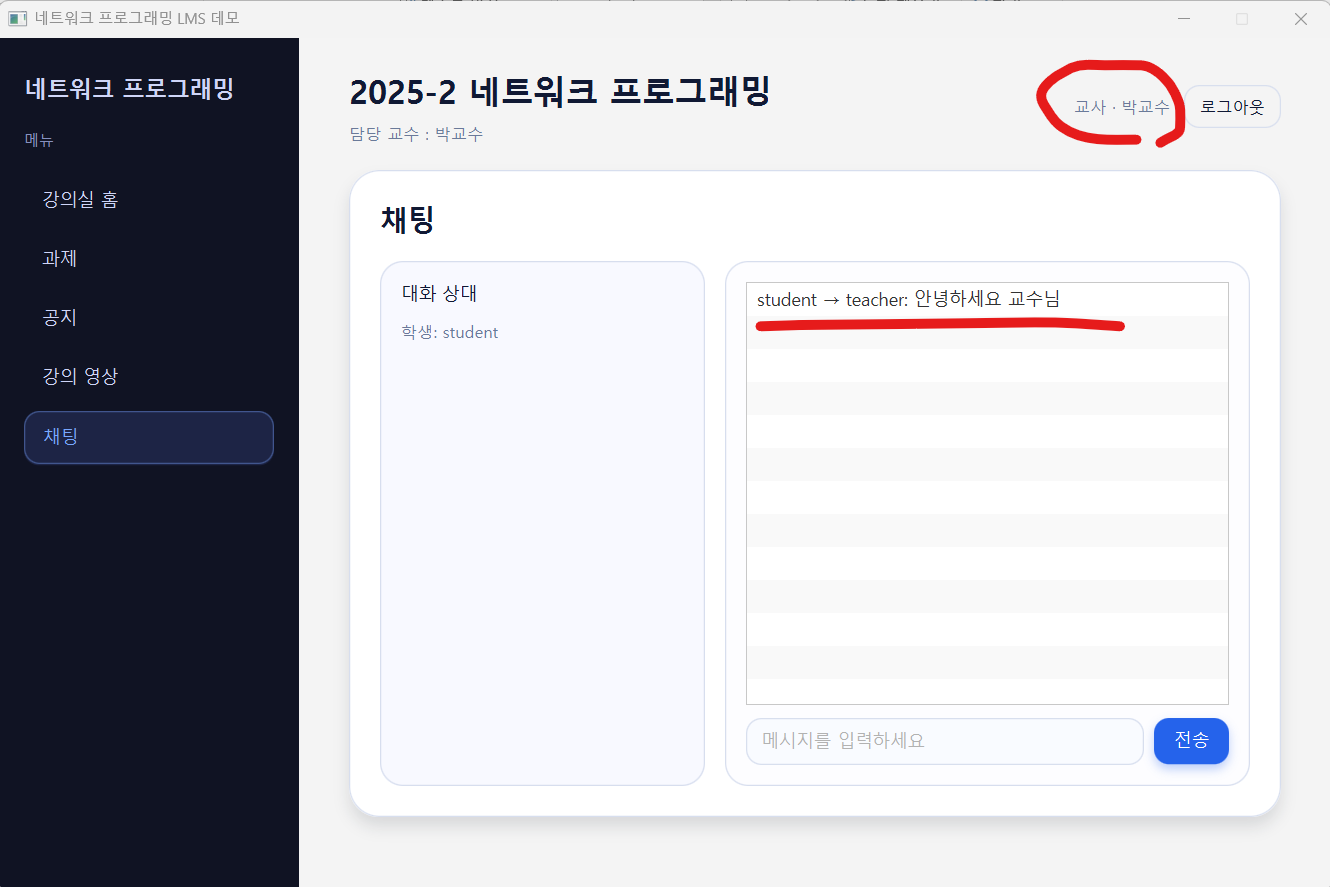 네트워크 프로그래밍 LMS 데모
네트워크 프로그래밍
메뉴
강의실 홈
과제
공지
강의 영상
채팅
2025-2 네트워크 프로그래밍
담당 교수 : 박교수
교사 · 박교수
로그아웃
채팅
대화 상대
학생: student
student → teacher: 안녕하세요 교수님
메시지를 입력하세요
전송